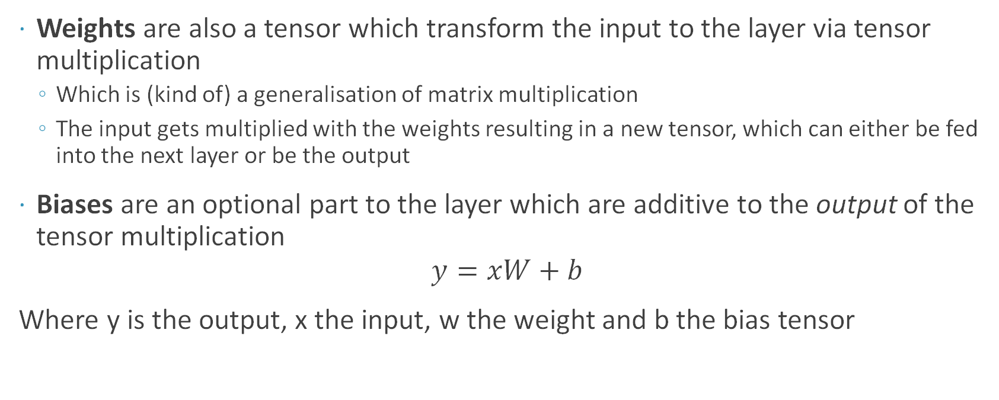 · Weights are also a tensor which transform the input to the layer via tensor
multiplication
◦ Which is (kind of) a generalisation of matrix multiplication
◦ The input gets multiplied with the weights resulting in a new tensor, which can either be fed
into the next layer or be the output
· Biases are an optional part to the layer which are additive to the output of the
tensor multiplication
y = xW + b
Where y is the output, x the input, w the weight and b the bias tensor